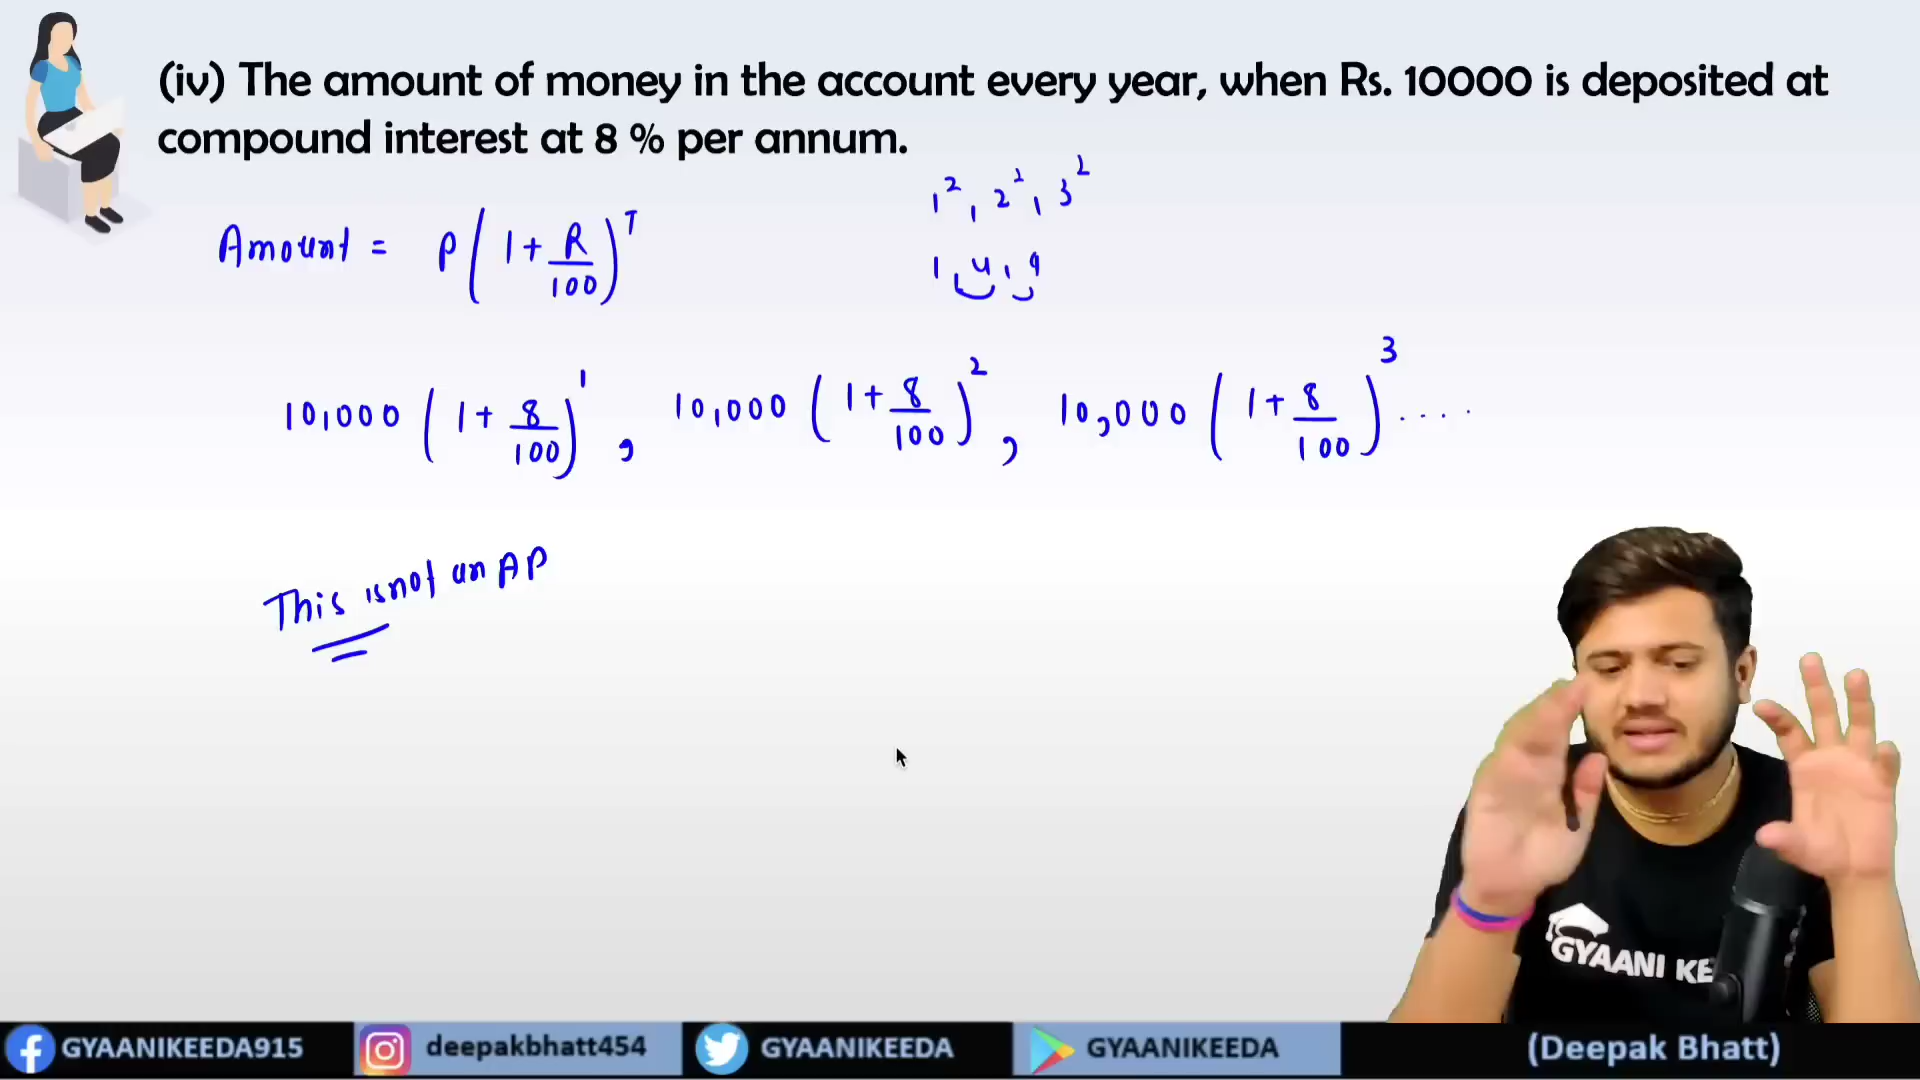 (iv) The amount of money in the account every year, when Rs. 10000 is deposited at
compound interest at 8 % per annum.
1², 2², 3²
Amount = P(1+R/100)^T
1, 4, 9
10,000 (1+8/100)¹, 10,000 (1+8/100)², 10,000 (1+8/100)³ ....
This is not an AP
GYAANI KE
GYAANIKEEDA915 deepakbhatt454 GYAANIKEEDA GYAANIKEEDA (Deepak Bhatt)